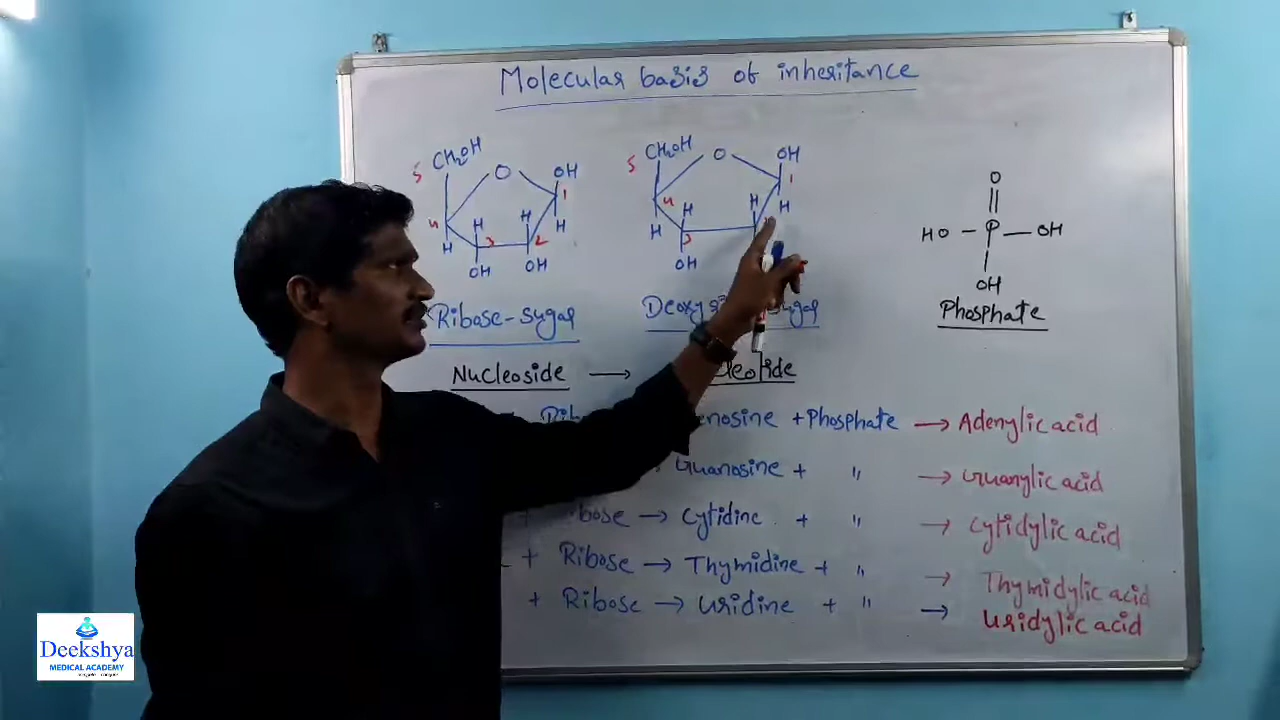 Molecular basis of inheritance
5 CH₂OH O OH
4 1
H H H H
3 2
OH OH
Ribose-sugar
5 CH₂OH O OH
4 1
H H H H
3
OH
Deoxy sugar
O
HO - P - OH
OH
Phosphate
Nucleoside →
+ Phosphate → Adenylic acid
Guanosine + " → Guanylic acid
→ Cytidine + " → Cytidylic acid
+ Ribose → Thymidine + " → Thymidylic acid
+ Ribose → Uridine + " → Uridylic acid
Deekshya
MEDICAL ACADEMY